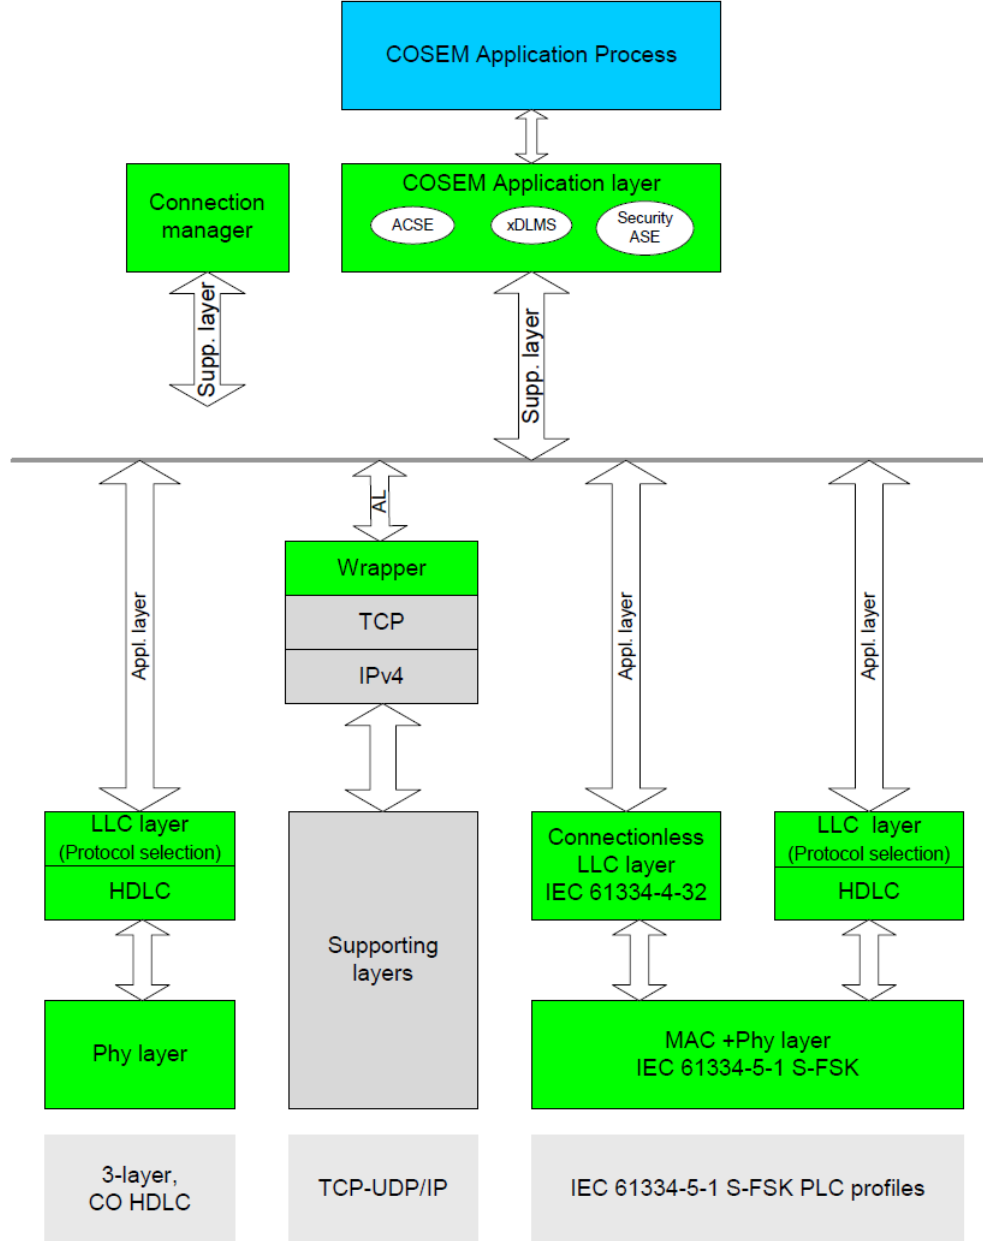 COSEM Application Process
COSEM Application layer
ACSE
xDLMS
Security
ASE
Connection
manager
Supp. layer
Supp. layer
Appl. layer
AL
Appl. layer
Appl. layer
Wrapper
TCP
IPv4
LLC layer
(Protocol selection)
HDLC
Supporting
layers
Connectionless
LLC layer
IEC 61334-4-32
LLC layer
(Protocol selection)
HDLC
Phy layer
MAC +Phy layer
IEC 61334-5-1 S-FSK
3-layer,
CO HDLC
TCP-UDP/IP
IEC 61334-5-1 S-FSK PLC profiles